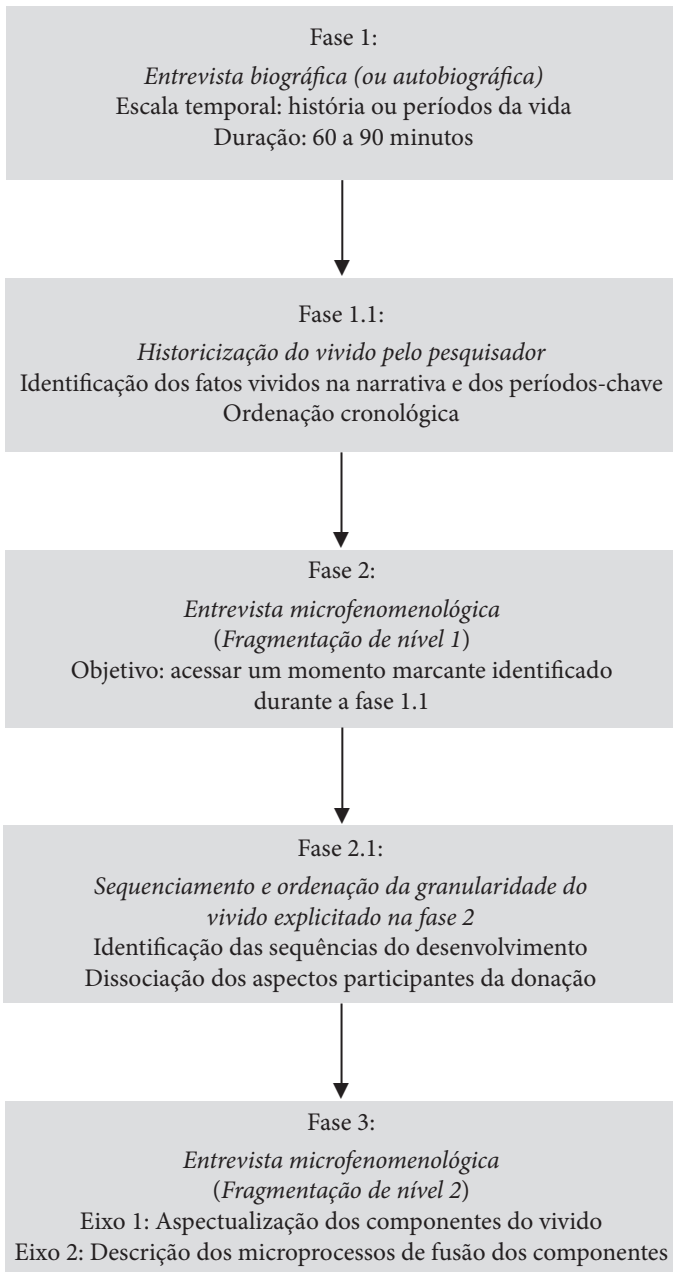 Fase 1:
Entrevista biográfica (ou autobiográfica)
Escala temporal: história ou períodos da vida
Duração: 60 a 90 minutos
Fase 1.1:
Historicização do vivido pelo pesquisador
Identificação dos fatos vividos na narrativa e dos períodos-chave
Ordenação cronológica
Fase 2:
Entrevista microfenomenológica
(Fragmentação de nível 1)
Objetivo: acessar um momento marcante identificado
durante a fase 1.1
Fase 2.1:
Sequenciamento e ordenação da granularidade do
vivido explicitado na fase 2
Identificação das sequências do desenvolvimento
Dissociação dos aspectos participantes da donação
Fase 3:
Entrevista microfenomenológica
(Fragmentação de nível 2)
Eixo 1: Aspectualização dos componentes do vivido
Eixo 2: Descrição dos microprocessos de fusão dos componentes